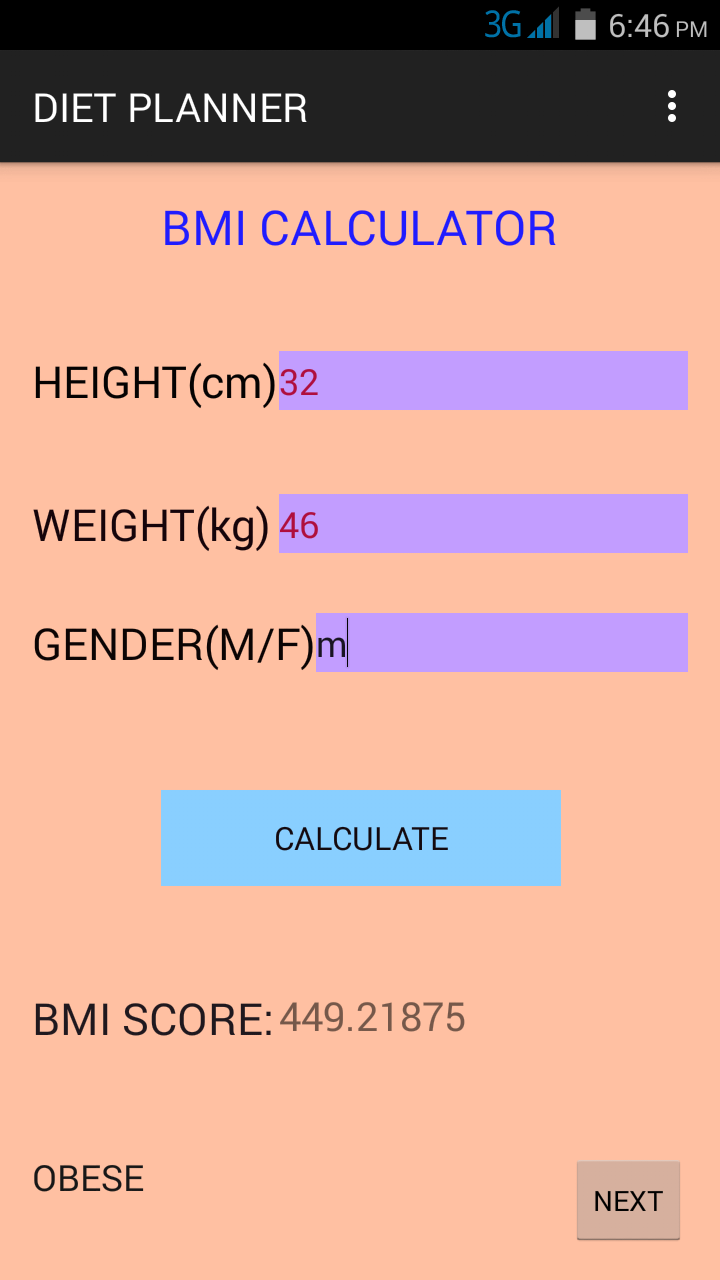 3G 6:46 PM
DIET PLANNER
BMI CALCULATOR
HEIGHT(cm) 32
WEIGHT(kg) 46
GENDER(M/F) m
CALCULATE
BMI SCORE: 449.21875
OBESE
NEXT